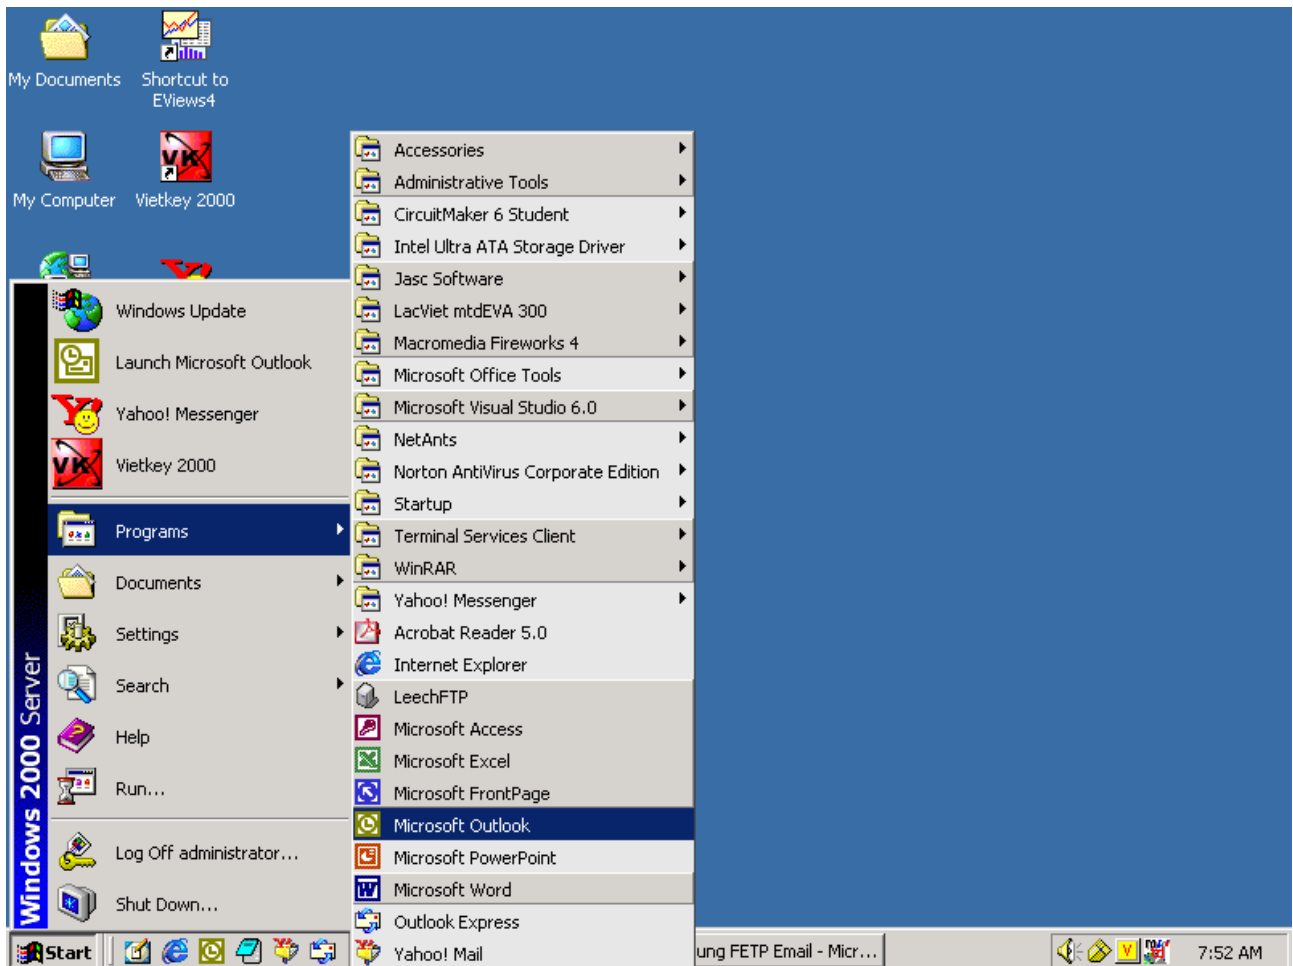 My Documents
Shortcut to
EViews4
My Computer
Vietkey 2000
Windows Update
Launch Microsoft Outlook
Yahoo! Messenger
Vietkey 2000
Programs
Documents
Settings
Search
Help
Run...
Log Off administrator...
Shut Down...
Windows 2000 Server
Accessories
Administrative Tools
CircuitMaker 6 Student
Intel Ultra ATA Storage Driver
Jasc Software
LacViet mtdEVA 300
Macromedia Fireworks 4
Microsoft Office Tools
Microsoft Visual Studio 6.0
NetAnts
Norton AntiVirus Corporate Edition
Startup
Terminal Services Client
WinRAR
Yahoo! Messenger
Acrobat Reader 5.0
Internet Explorer
LeechFTP
Microsoft Access
Microsoft Excel
Microsoft FrontPage
Microsoft Outlook
Microsoft PowerPoint
Microsoft Word
Outlook Express
Yahoo! Mail
Start
ung FETP Email - Micr...
7:52 AM